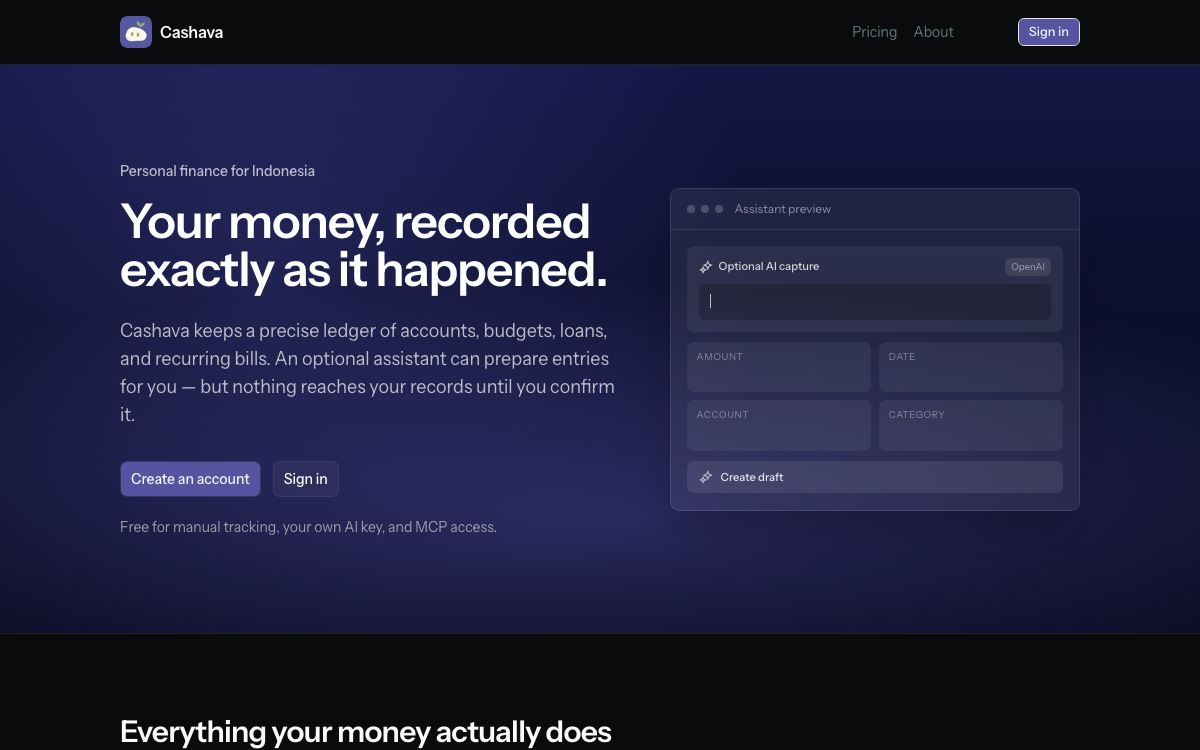 Cashava
Pricing
About
Sign in
Personal finance for Indonesia
Your money, recorded
exactly as it happened.
Cashava keeps a precise ledger of accounts, budgets, loans,
and recurring bills. An optional assistant can prepare entries
for you — but nothing reaches your records until you confirm
it.
Create an account
Sign in
Free for manual tracking, your own AI key, and MCP access.
Assistant preview
Optional AI capture
OpenAI
AMOUNT
DATE
ACCOUNT
CATEGORY
Create draft
Everything your money actually does